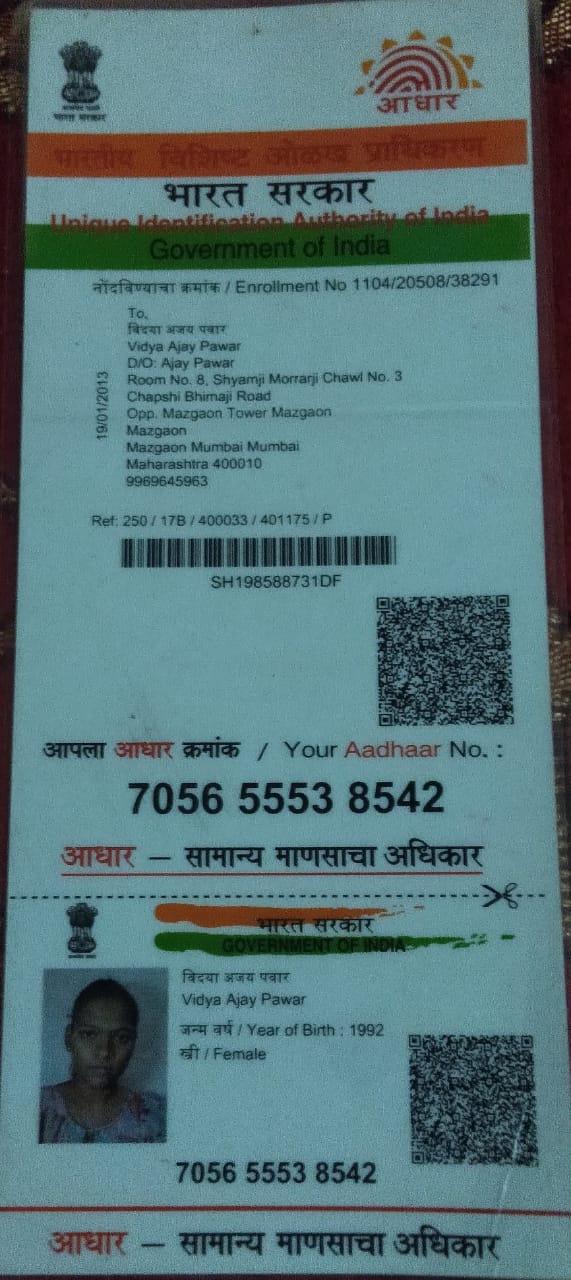 भारत सरकार
आधार
भारतीय विशिष्ट ओळख प्राधिकरण
भारत सरकार
Unique Identification Authority of India
Government of India
नोंदविण्याचा क्रमांक / Enrollment No 1104/20508/38291
To,
विदया अजय पवार
Vidya Ajay Pawar
D/O: Ajay Pawar
Room No. 8, Shyamji Morrarji Chawl No. 3
Chapshi Bhimaji Road
Opp. Mazgaon Tower Mazgaon
Mazgaon
Mazgaon Mumbai Mumbai
Maharashtra 400010
9969645963
19/01/2013
Ref: 250 / 17B / 400033 / 401175 / P
SH198588731DF
आपला आधार क्रमांक / Your Aadhaar No. :
7056 5553 8542
आधार — सामान्य माणसाचा अधिकार
भारत सरकार
GOVERNMENT OF INDIA
विदया अजय पवार
Vidya Ajay Pawar
जन्म वर्ष / Year of Birth : 1992
स्त्री / Female
7056 5553 8542
आधार — सामान्य माणसाचा अधिकार